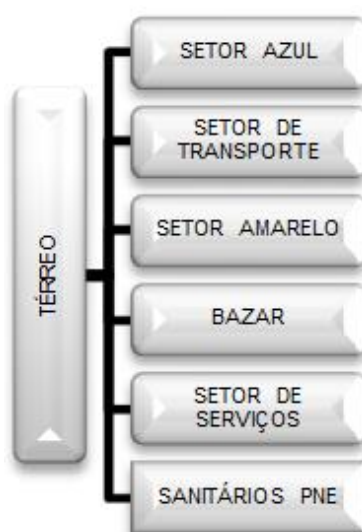 TÉRREO
SETOR AZUL
SETOR DE
TRANSPORTE
SETOR AMARELO
BAZAR
SETOR DE
SERVIÇOS
SANITÁRIOS PNE